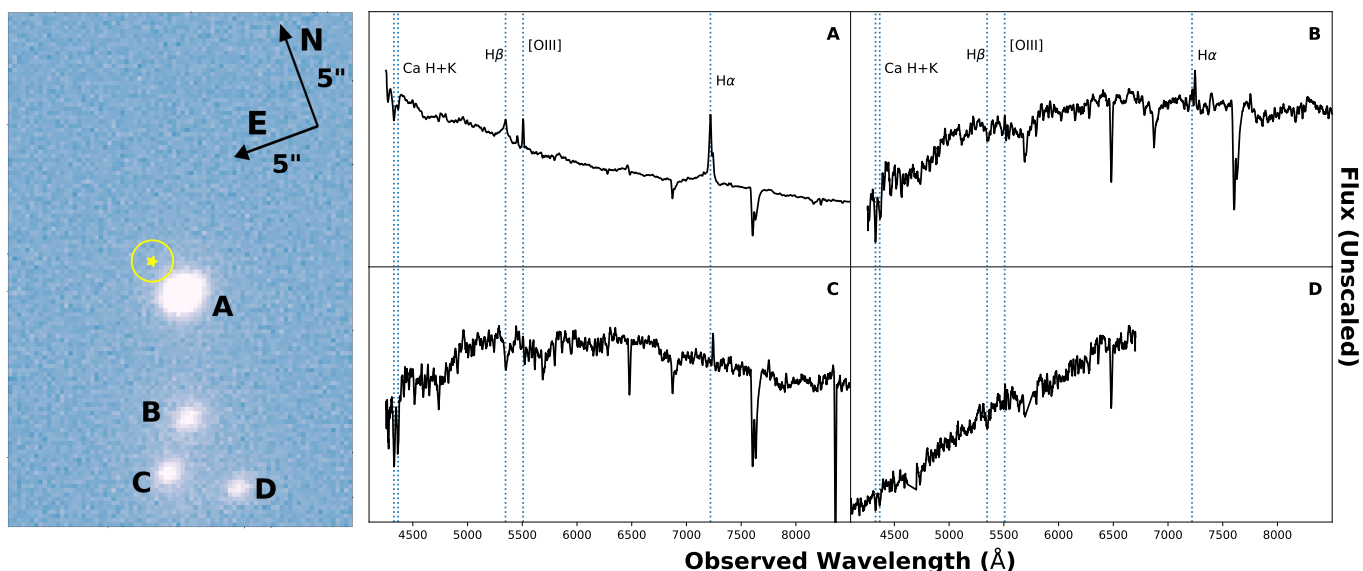 N
5"
E
5"
A
B
C
D
A
Ca H+K
Hβ
[OIII]
Hα
B
Ca H+K
Hβ
[OIII]
Hα
C
D
4500 5000 5500 6000 6500 7000 7500 8000
4500 5000 5500 6000 6500 7000 7500 8000
Observed Wavelength (Å)
Flux (Unscaled)